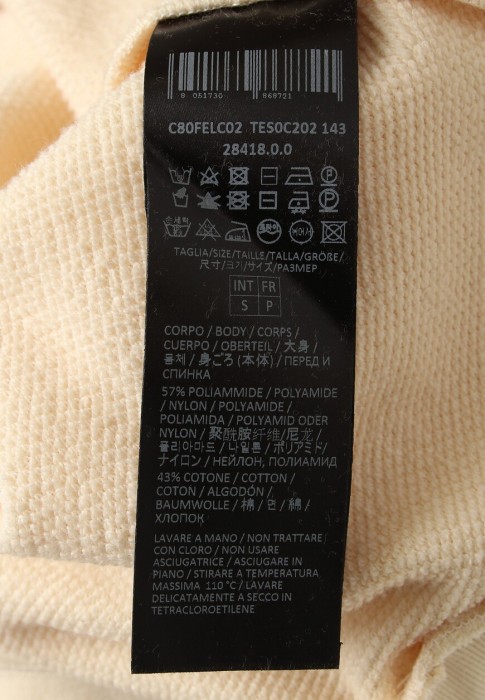 8 051730 868721
C80FELC02 TES0C202 143
28418.0.0
TAGLIA/SIZE/TAILLE/TALLA/GRÖßE/
尺寸/크기/サイズ/РАЗМЕР
INT FR
S P
CORPO / BODY / CORPS /
CUERPO / OBERTEIL / 大身/
몸체 / 身ごろ (本体) / ПЕРЕД И
СПИНКА
57% POLIAMMIDE / POLYAMIDE
/ NYLON / POLYAMIDE /
POLIAMIDA / POLYAMID ODER
NYLON / 聚酰胺纤维/尼龙/
폴리아마드 / 나일론 / ポリアミド/
ナイロン / НЕЙЛОН, ПОЛИАМИД
43% COTONE / COTTON /
COTON / ALGODÓN /
BAUMWOLLE / 棉 / 면 / 綿 /
ХЛОПОК
LAVARE A MANO / NON TRATTARE
CON CLORO / NON USARE
ASCIUGATRICE / ASCIUGARE IN
PIANO / STIRARE A TEMPERATURA
MASSIMA 110 °C / LAVARE
DELICATAMENTE A SECCO IN
TETRACLOROETILENE